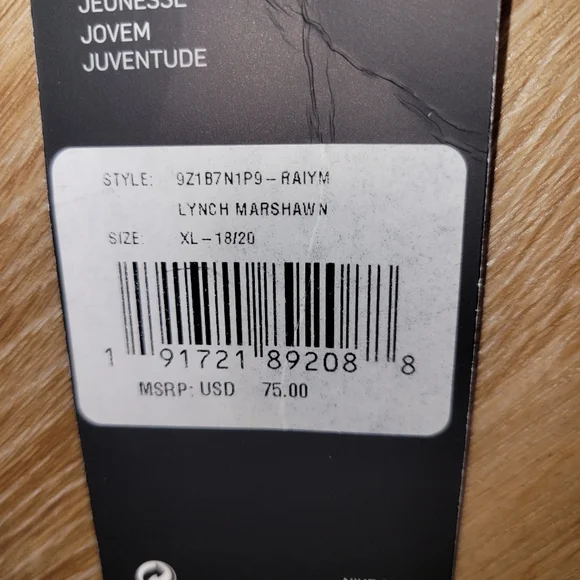 JEUNESSE
JOVEM
JUVENTUDE
STYLE: 9Z1B7N1P9-RAIYM
LYNCH MARSHAWN
SIZE: XL-18/20
1 91721 89208 8
MSRP: USD 75.00